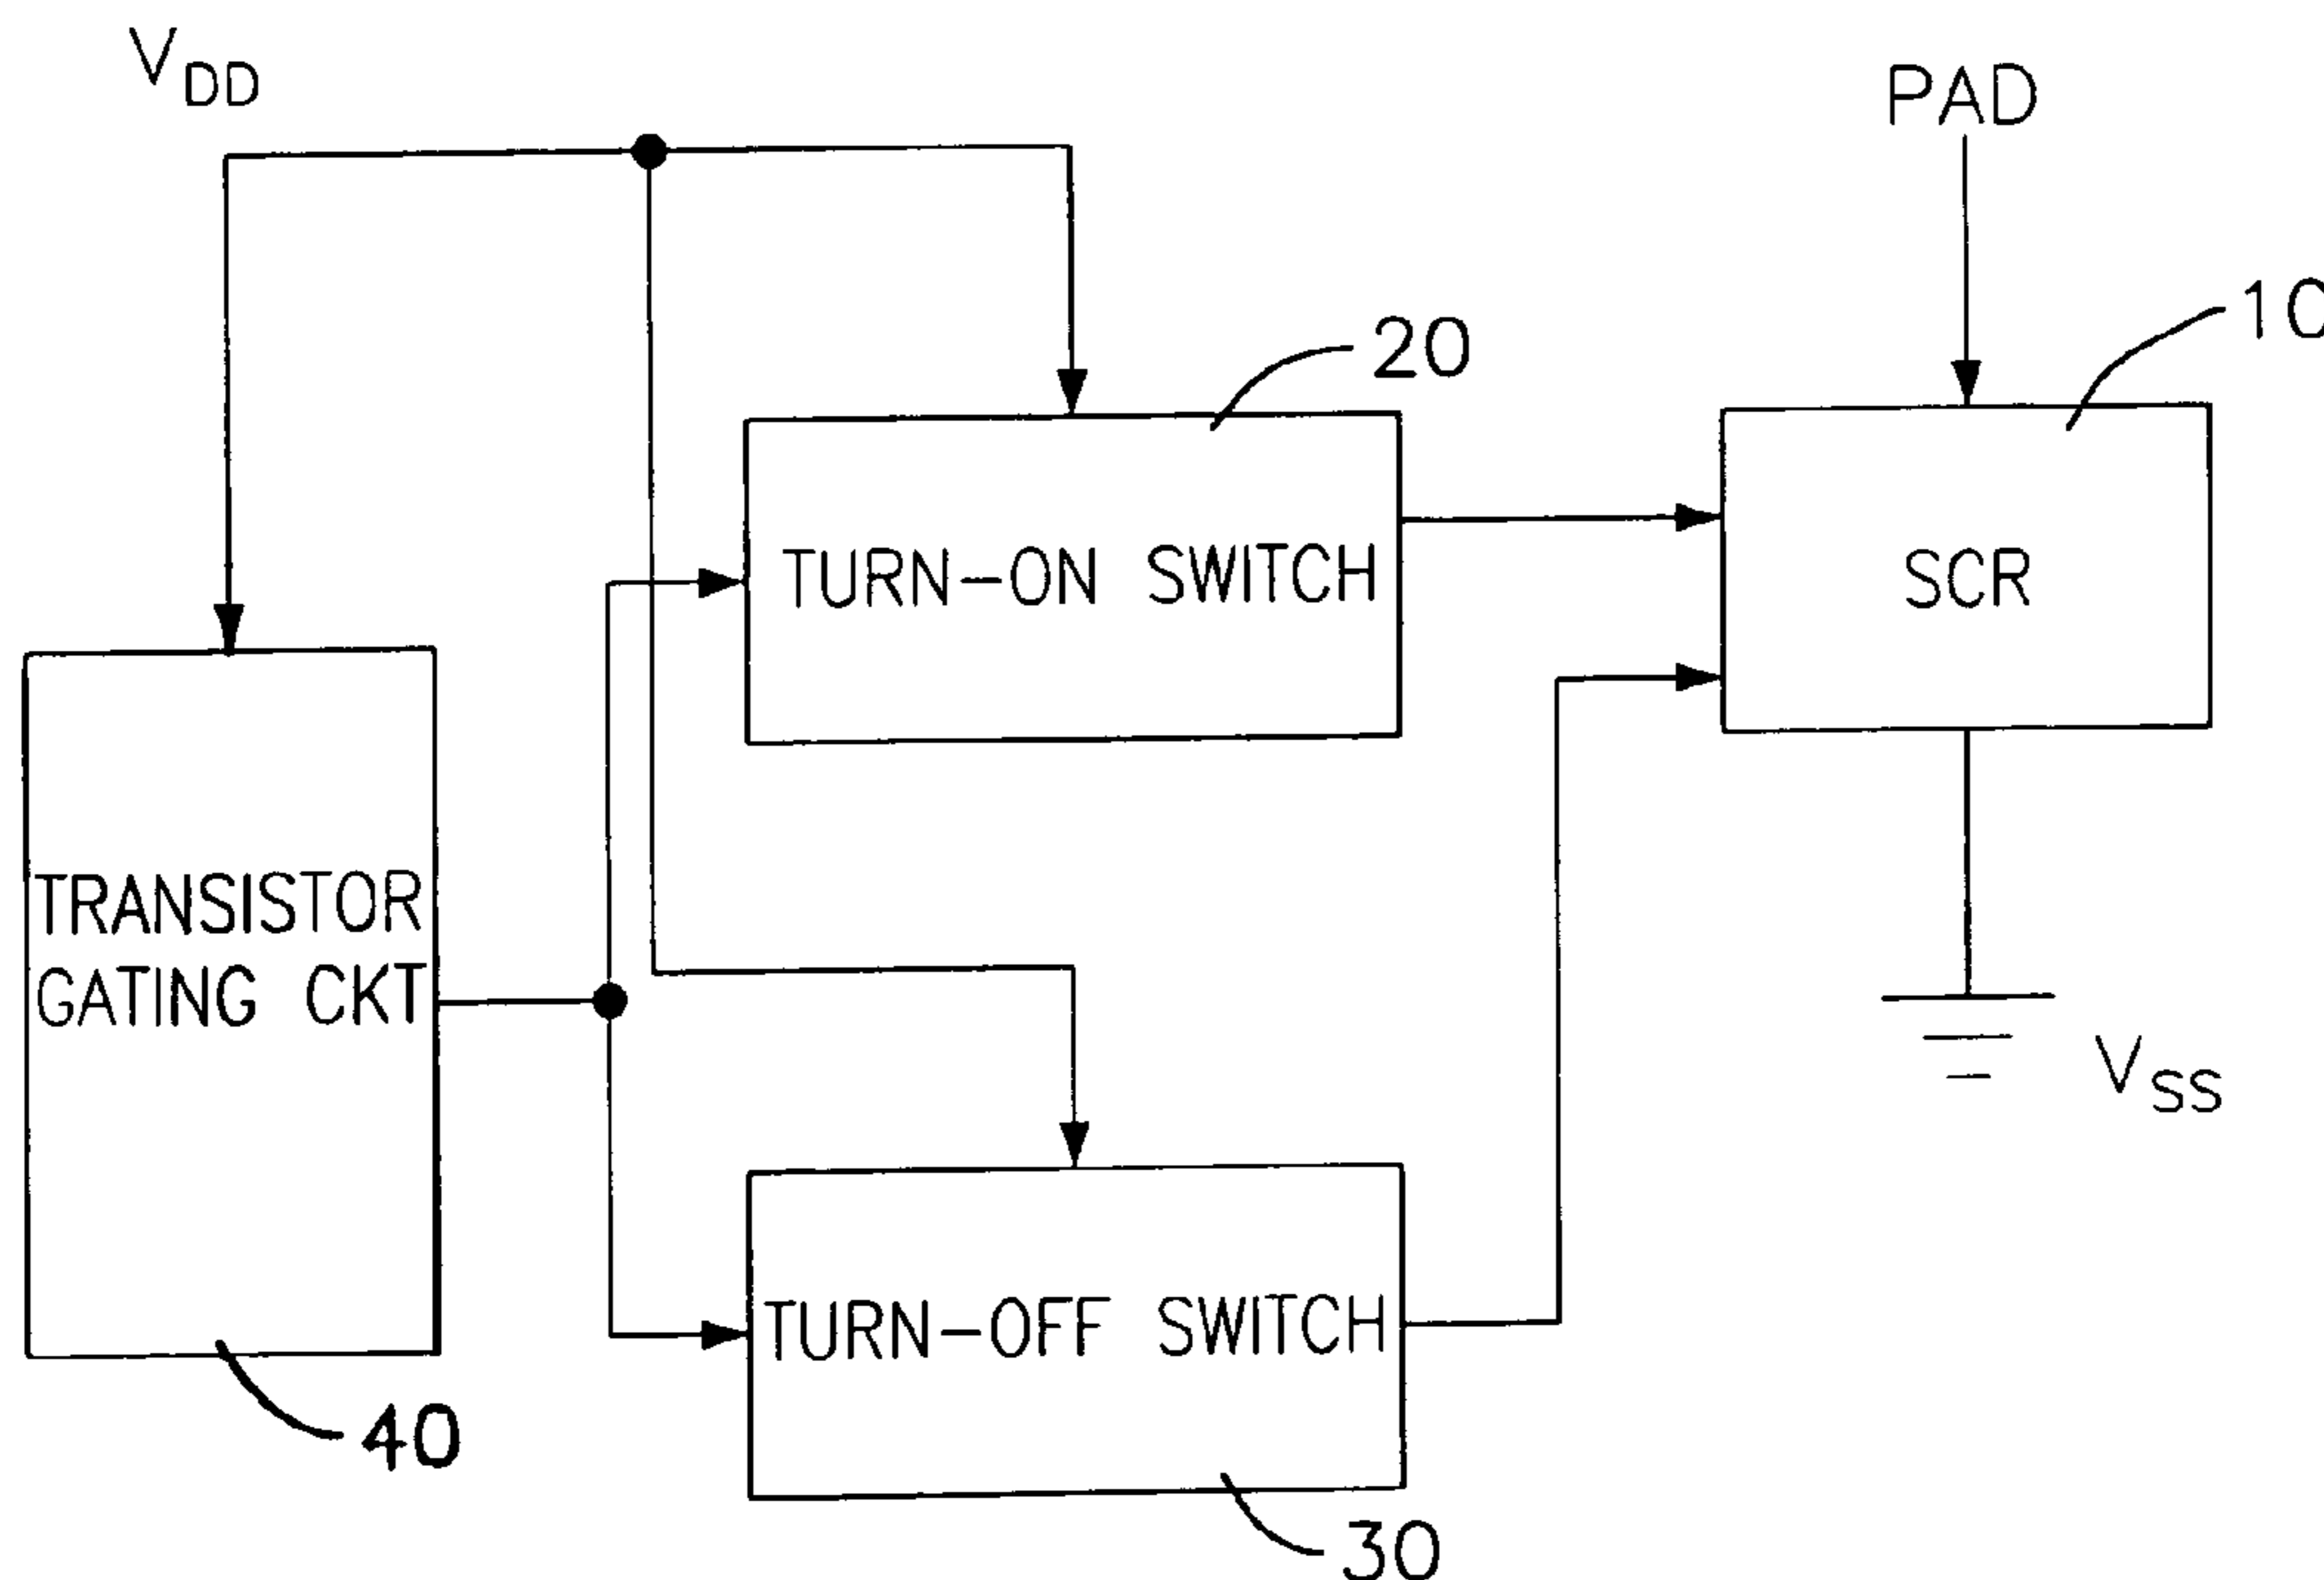 VDD
PAD
10
20
TURN-ON SWITCH
SCR
TRANSISTOR
GATING CKT
VSS
TURN-OFF SWITCH
40
30